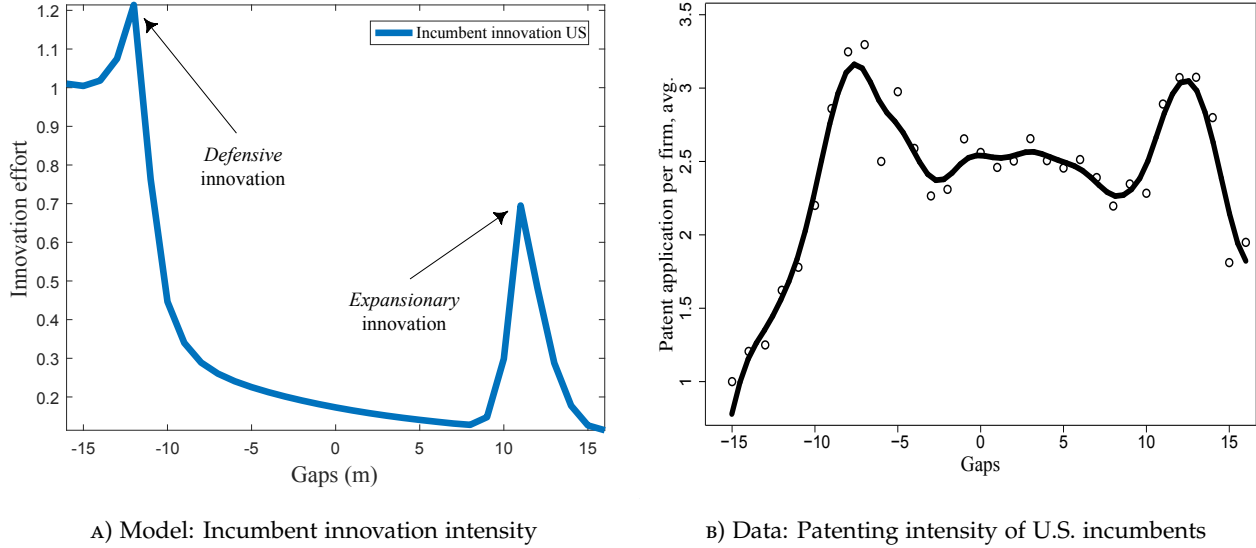 1.2
1.1
1
0.9
0.8
0.7
0.6
0.5
0.4
0.3
0.2
Innovation effort
Incumbent innovation US
Defensive
innovation
Expansionary
innovation
-15 -10 -5 0 5 10 15
Gaps (m)
A) Model: Incumbent innovation intensity
3.5
3
2.5
2
1.5
1
Patent application per firm, avg.
−15 −10 −5 0 5 10 15
Gaps
B) Data: Patenting intensity of U.S. incumbents